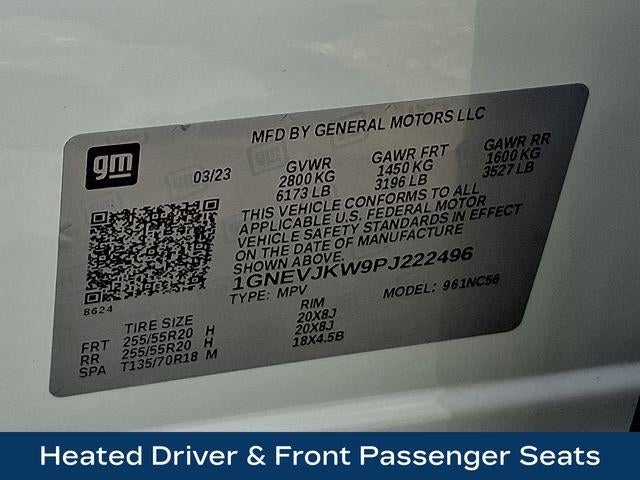 MFD BY GENERAL MOTORS LLC
gm
03/23
GVWR
2800 KG
6173 LB
GAWR FRT
1450 KG
3196 LB
GAWR RR
1600 KG
3527 LB
THIS VEHICLE CONFORMS TO ALL
APPLICABLE U.S. FEDERAL MOTOR
VEHICLE SAFETY STANDARDS IN EFFECT
ON THE DATE OF MANUFACTURE
SHOWN ABOVE.
1GNEVJKW9PJ222496
TYPE: MPV
MODEL: 961NC56
8624
TIRE SIZE
RIM
FRT 255/55R20 H 20X8J
RR 255/55R20 H 20X8J
SPA T135/70R18 M 18X4.5B
Heated Driver & Front Passenger Seats